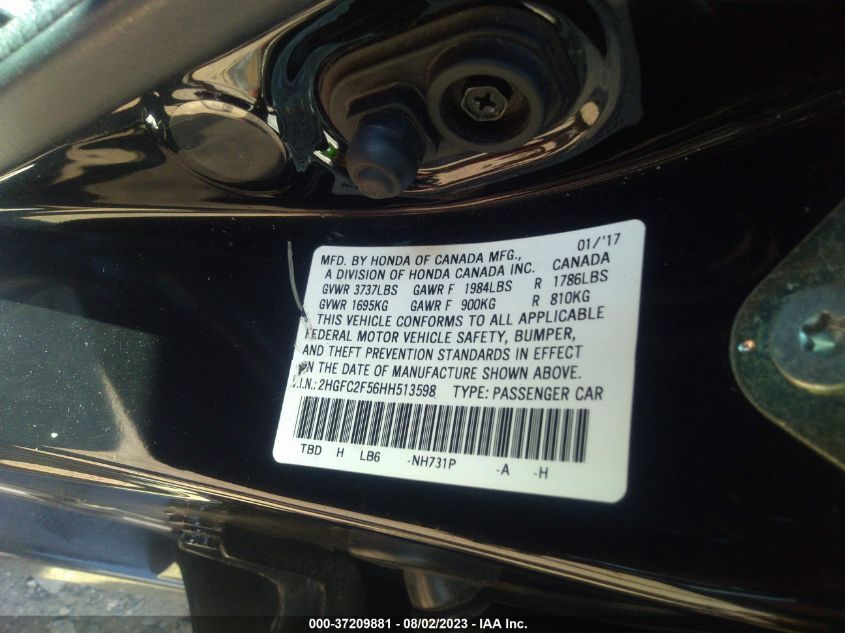 01/'17
MFD. BY HONDA OF CANADA MFG.,
A DIVISION OF HONDA CANADA INC. CANADA
GVWR 3737LBS GAWR F 1984LBS R 1786LBS
GVWR 1695KG GAWR F 900KG R 810KG
THIS VEHICLE CONFORMS TO ALL APPLICABLE
FEDERAL MOTOR VEHICLE SAFETY, BUMPER,
AND THEFT PREVENTION STANDARDS IN EFFECT
ON THE DATE OF MANUFACTURE SHOWN ABOVE.
V.I.N.: 2HGFC2F56HH513598 TYPE: PASSENGER CAR
TBD H LB6 -NH731P -A -H
000-37209881 - 08/02/2023 - IAA Inc.